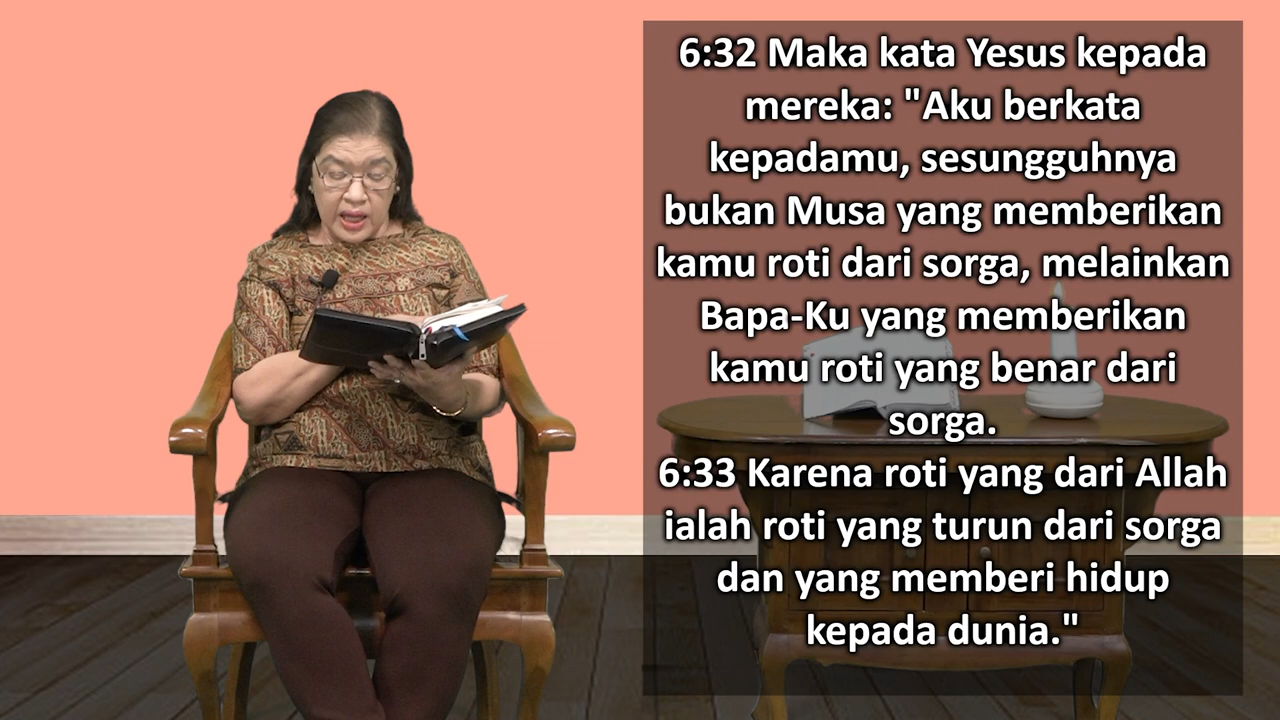 6:32 Maka kata Yesus kepada
mereka: "Aku berkata
kepadamu, sesungguhnya
bukan Musa yang memberikan
kamu roti dari sorga, melainkan
Bapa-Ku yang memberikan
kamu roti yang benar dari
sorga.
6:33 Karena roti yang dari Allah
ialah roti yang turun dari sorga
dan yang memberi hidup
kepada dunia."